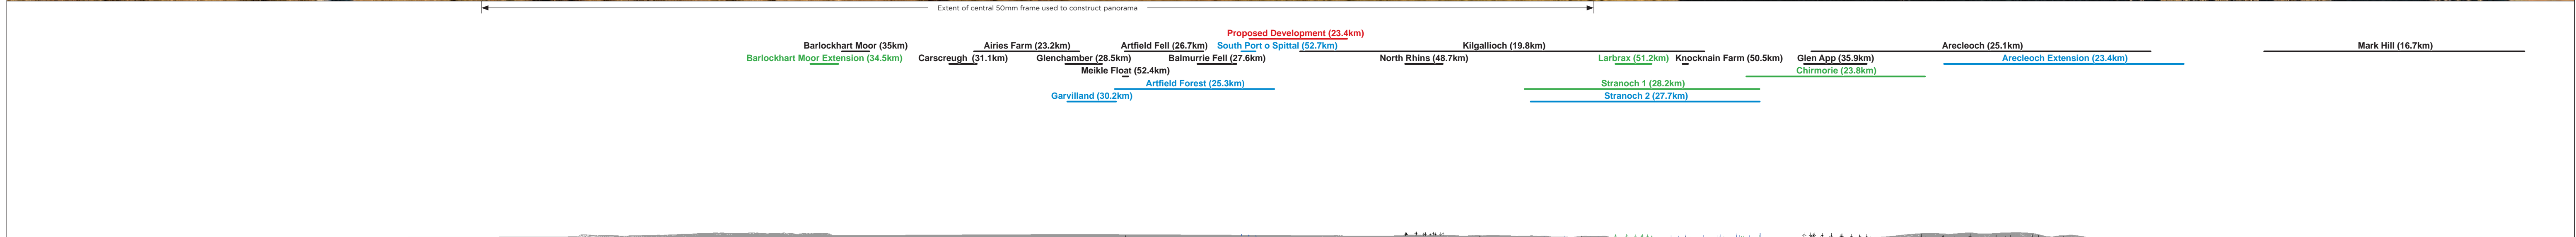 Extent of central 50mm frame used to construct panorama
Proposed Development (23.4km)
Barlockhart Moor (35km) Airies Farm (23.2km) Artfield Fell (26.7km) South Port o Spittal (52.7km) Kilgallioch (19.8km) Arecleoch (25.1km) Mark Hill (16.7km)
Barlockhart Moor Extension (34.5km) Carscreugh (31.1km) Glenchamber (28.5km) Balmurrie Fell (27.6km) North Rhins (48.7km) Larbrax (51.2km) Knocknain Farm (50.5km) Glen App (35.9km) Arecleoch Extension (23.4km)
Meikle Float (52.4km) Chirmorie (23.8km)
Artfield Forest (25.3km) Stranoch 1 (28.2km)
Garvilland (30.2km) Stranoch 2 (27.7km)